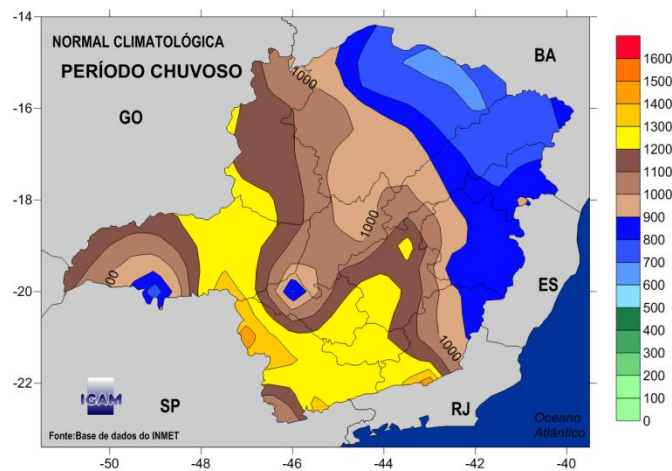 NORMAL CLIMATOLÓGICA
PERÍODO CHUVOSO
GO
BA
ES
SP
RJ
1000
1000
1000
00
IGAM
Fonte:Base de dados do INMET
Oceano
Atlântico
-14
-16
-18
-20
-22
-50
-48
-46
-44
-42
-40
1600
1500
1400
1300
1200
1100
1000
900
800
700
600
500
400
300
200
100
0